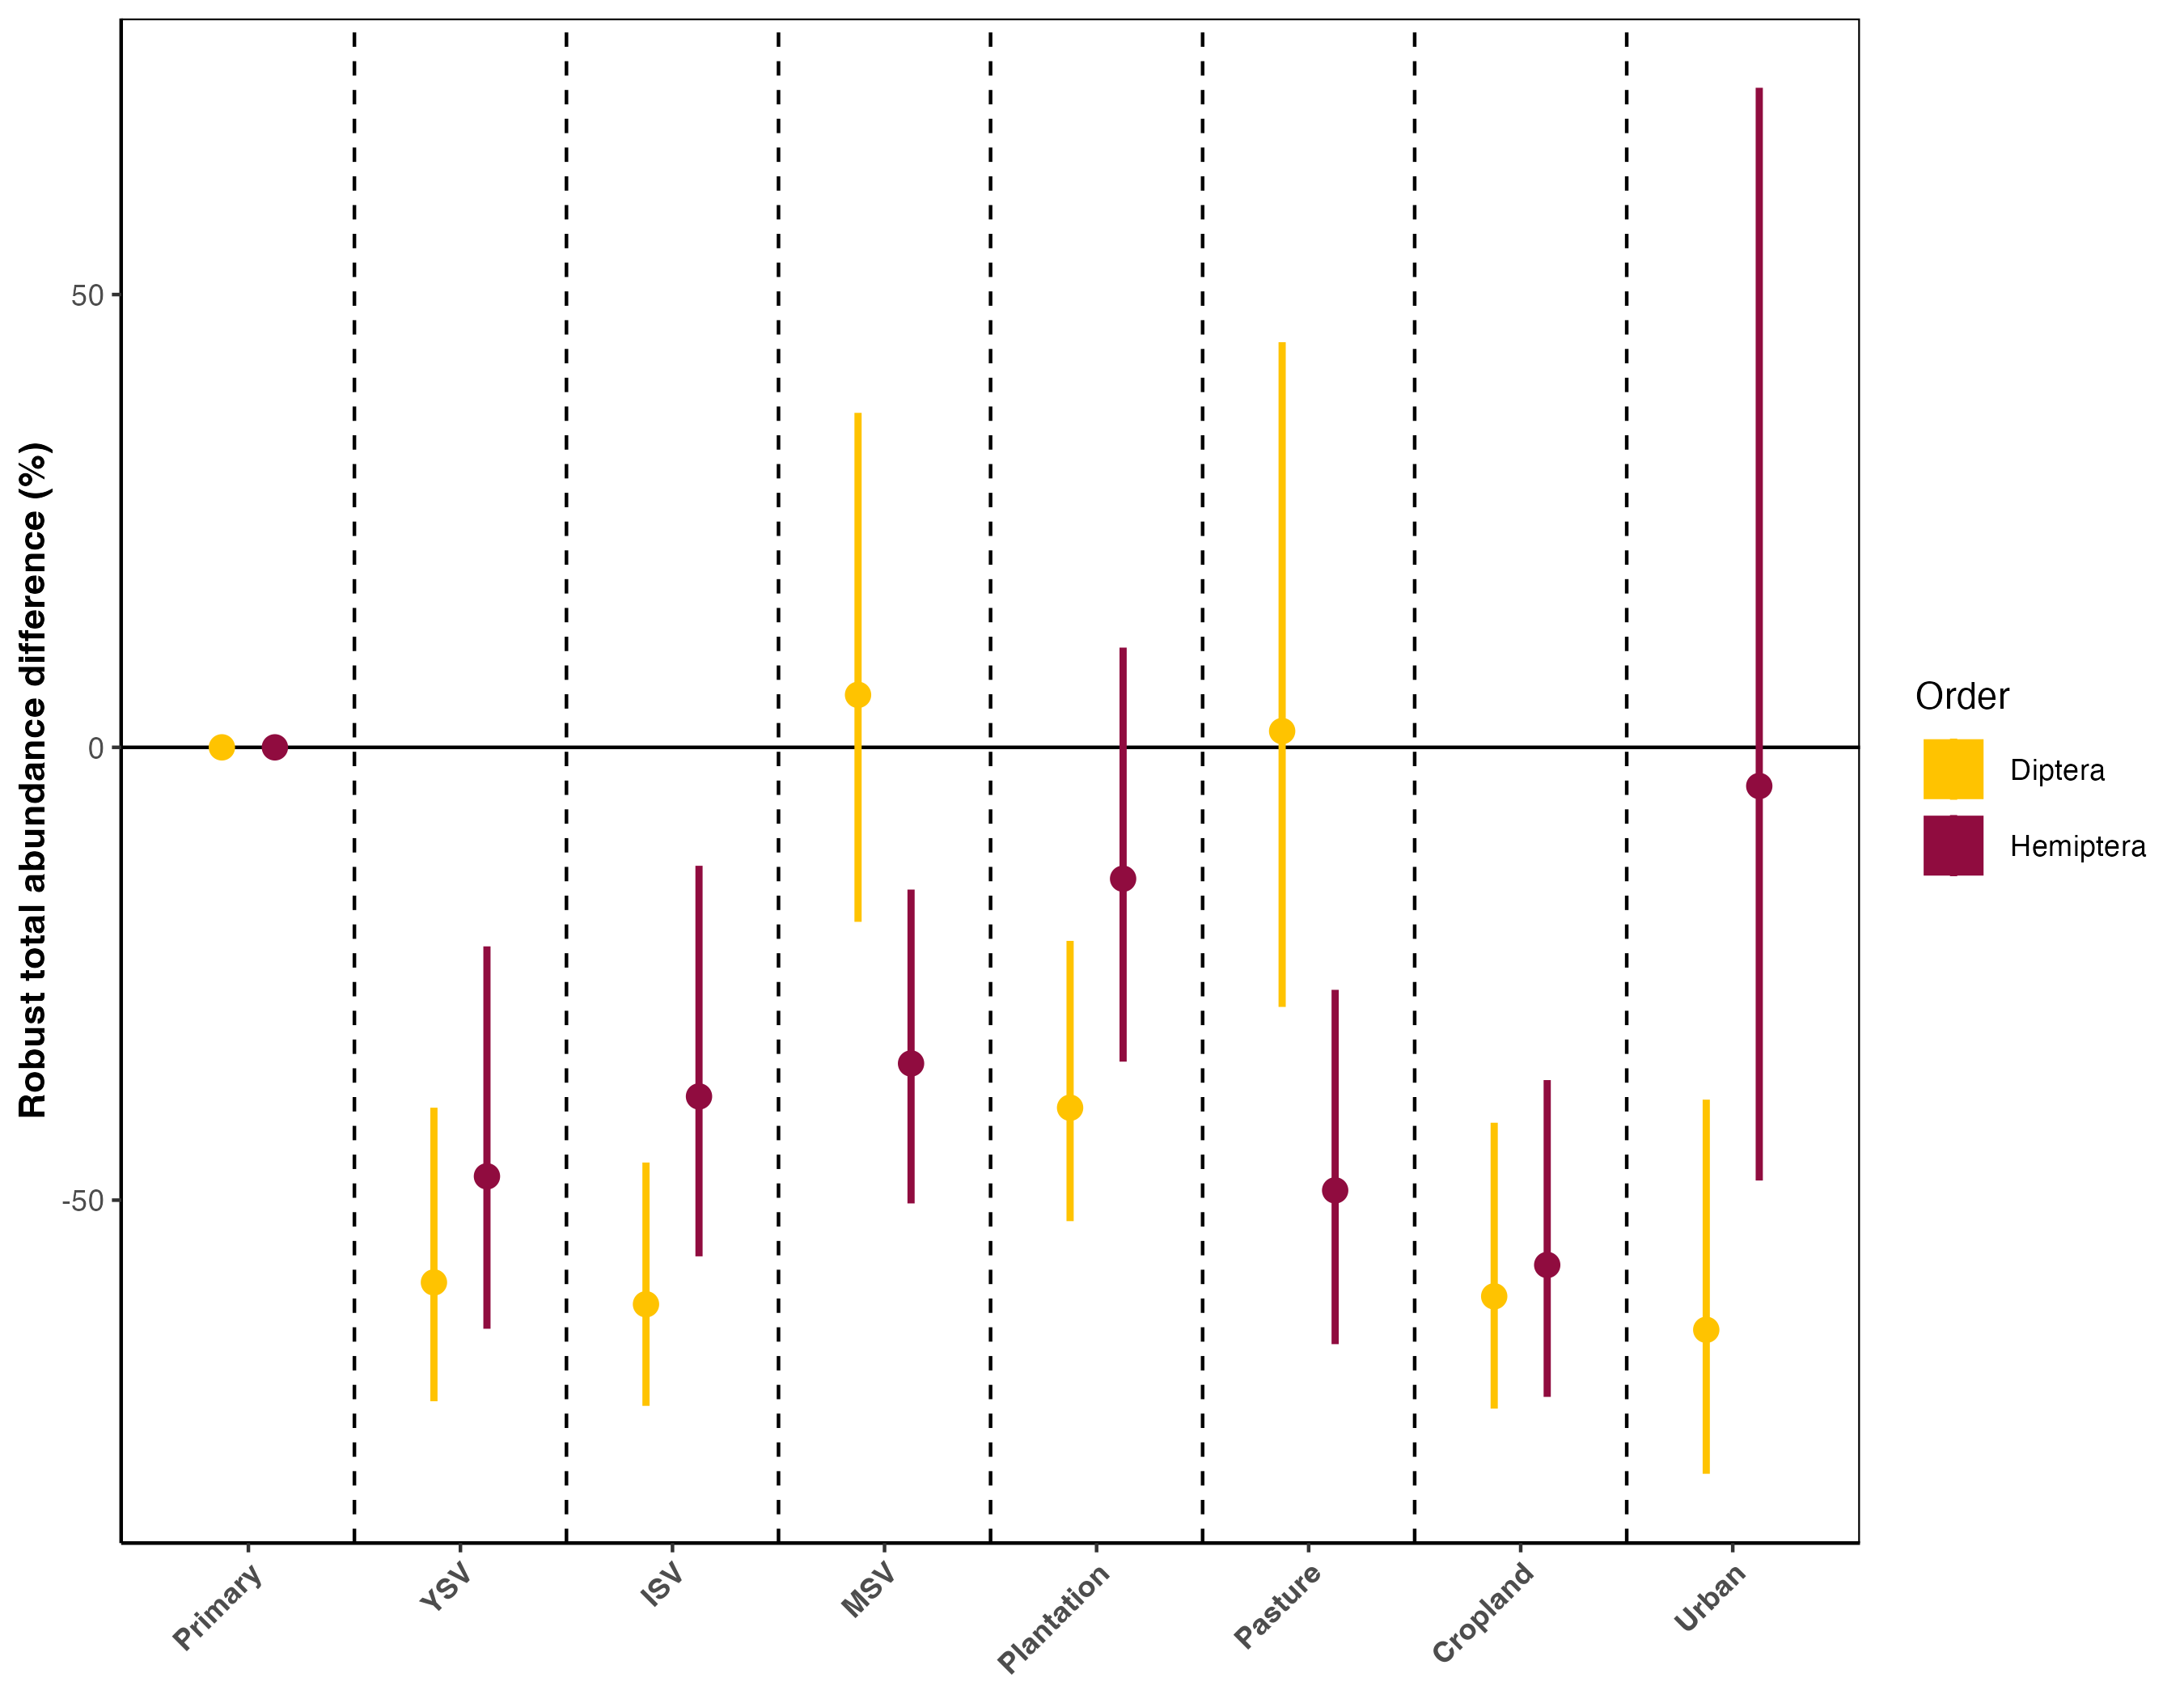 Robust total abundance difference (%)
50
0
-50
Primary
YSV
ISV
MSV
Plantation
Pasture
Cropland
Urban
Order
Diptera
Hemiptera